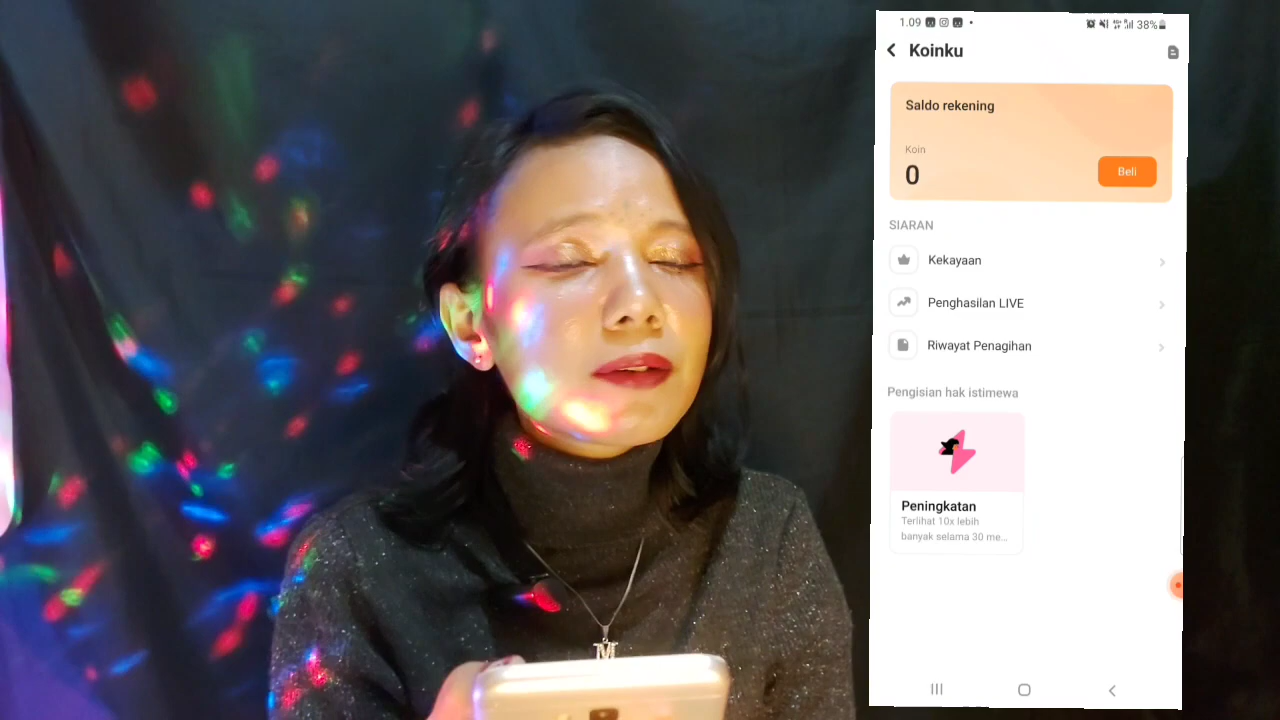 1.09
38%
Koinku
Saldo rekening
Koin
0
Beli
SIARAN
Kekayaan
Penghasilan LIVE
Riwayat Penagihan
Pengisian hak istimewa
Peningkatan
Terlihat 10x lebih
banyak selama 30 me...
M